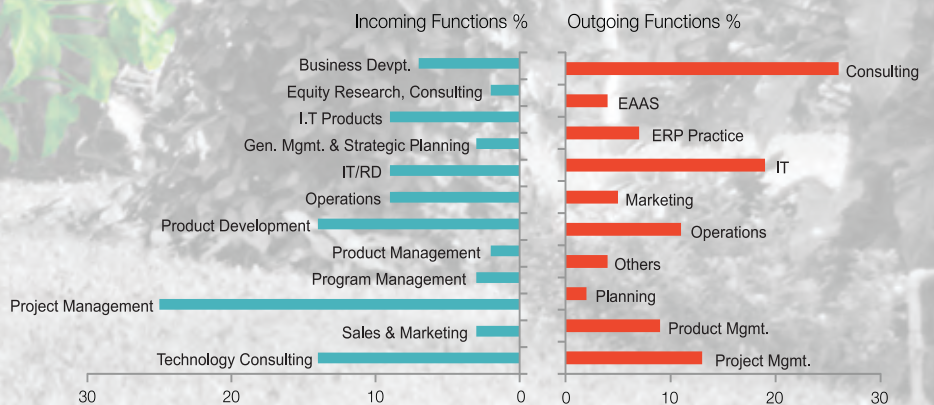 Incoming Functions %
Business Devpt.
Equity Research, Consulting
I.T Products
Gen. Mgmt. & Strategic Planning
IT/RD
Operations
Product Development
Product Management
Program Management
Project Management
Sales & Marketing
Technology Consulting
30 20 10 0
Outgoing Functions %
Consulting
EAAS
ERP Practice
IT
Marketing
Operations
Others
Planning
Product Mgmt.
Project Mgmt.
0 10 20 30